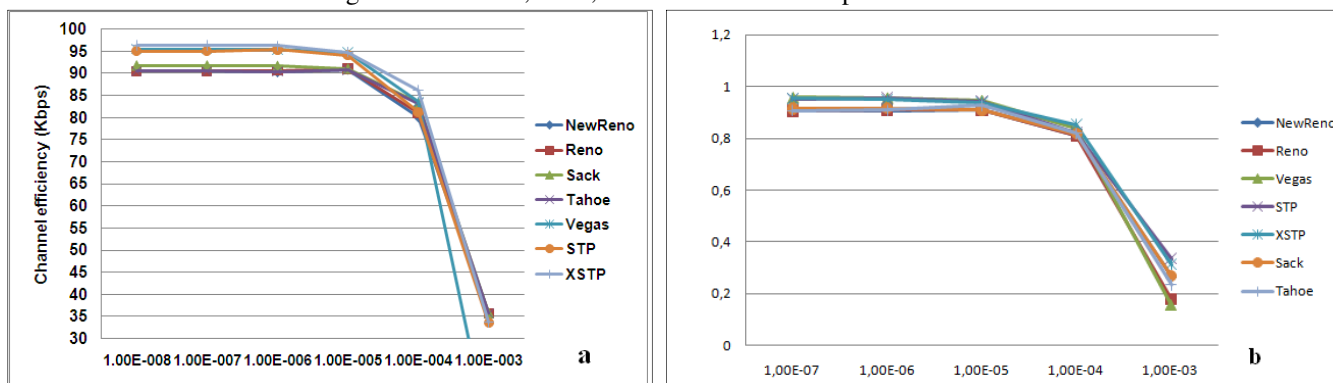 Channel efficiency (Kbps)
100
95
90
85
80
75
70
65
60
55
50
45
40
35
30
1.00E-008 1.00E-007 1.00E-006 1.00E-005 1.00E-004 1.00E-003
NewReno
Reno
Sack
Tahoe
Vegas
STP
XSTP
a
1,2
1
0,8
0,6
0,4
0,2
0
1,00E-07 1,00E-06 1,00E-05 1,00E-04 1,00E-03
NewReno
Reno
Vegas
STP
XSTP
Sack
Tahoe
b